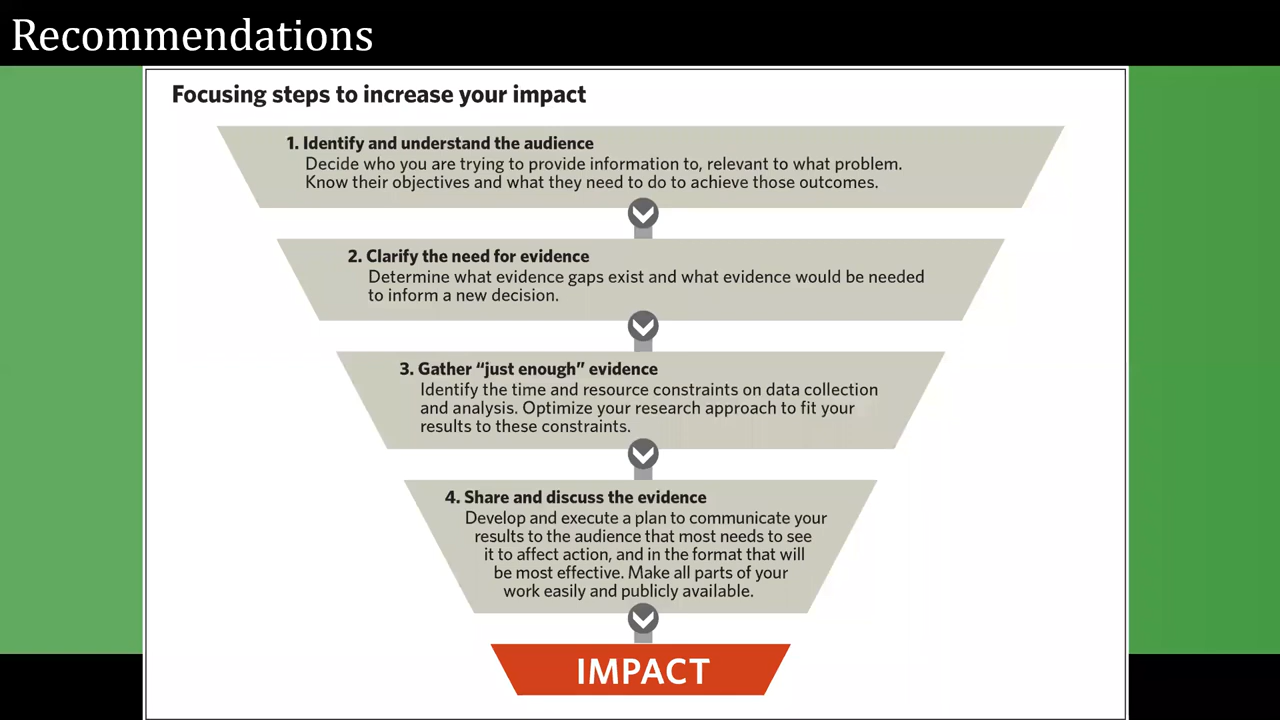 Recommendations
Focusing steps to increase your impact
1. Identify and understand the audience
Decide who you are trying to provide information to, relevant to what problem.
Know their objectives and what they need to do to achieve those outcomes.
2. Clarify the need for evidence
Determine what evidence gaps exist and what evidence would be needed
to inform a new decision.
3. Gather “just enough” evidence
Identify the time and resource constraints on data collection
and analysis. Optimize your research approach to fit your
results to these constraints.
4. Share and discuss the evidence
Develop and execute a plan to communicate your
results to the audience that most needs to see
it to affect action, and in the format that will
be most effective. Make all parts of your
work easily and publicly available.
IMPACT